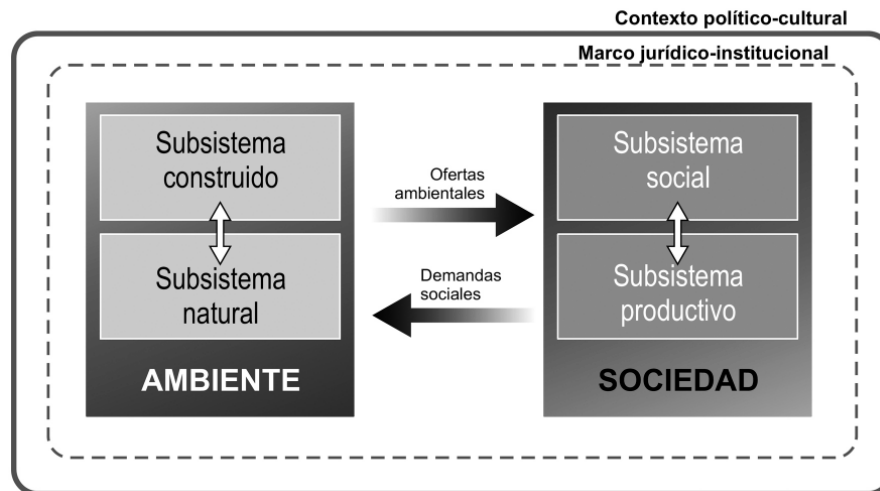 Contexto político-cultural
Marco jurídico-institucional
Subsistema
construido
Subsistema
natural
AMBIENTE
Ofertas
ambientales
Demandas
sociales
Subsistema
social
Subsistema
productivo
SOCIEDAD